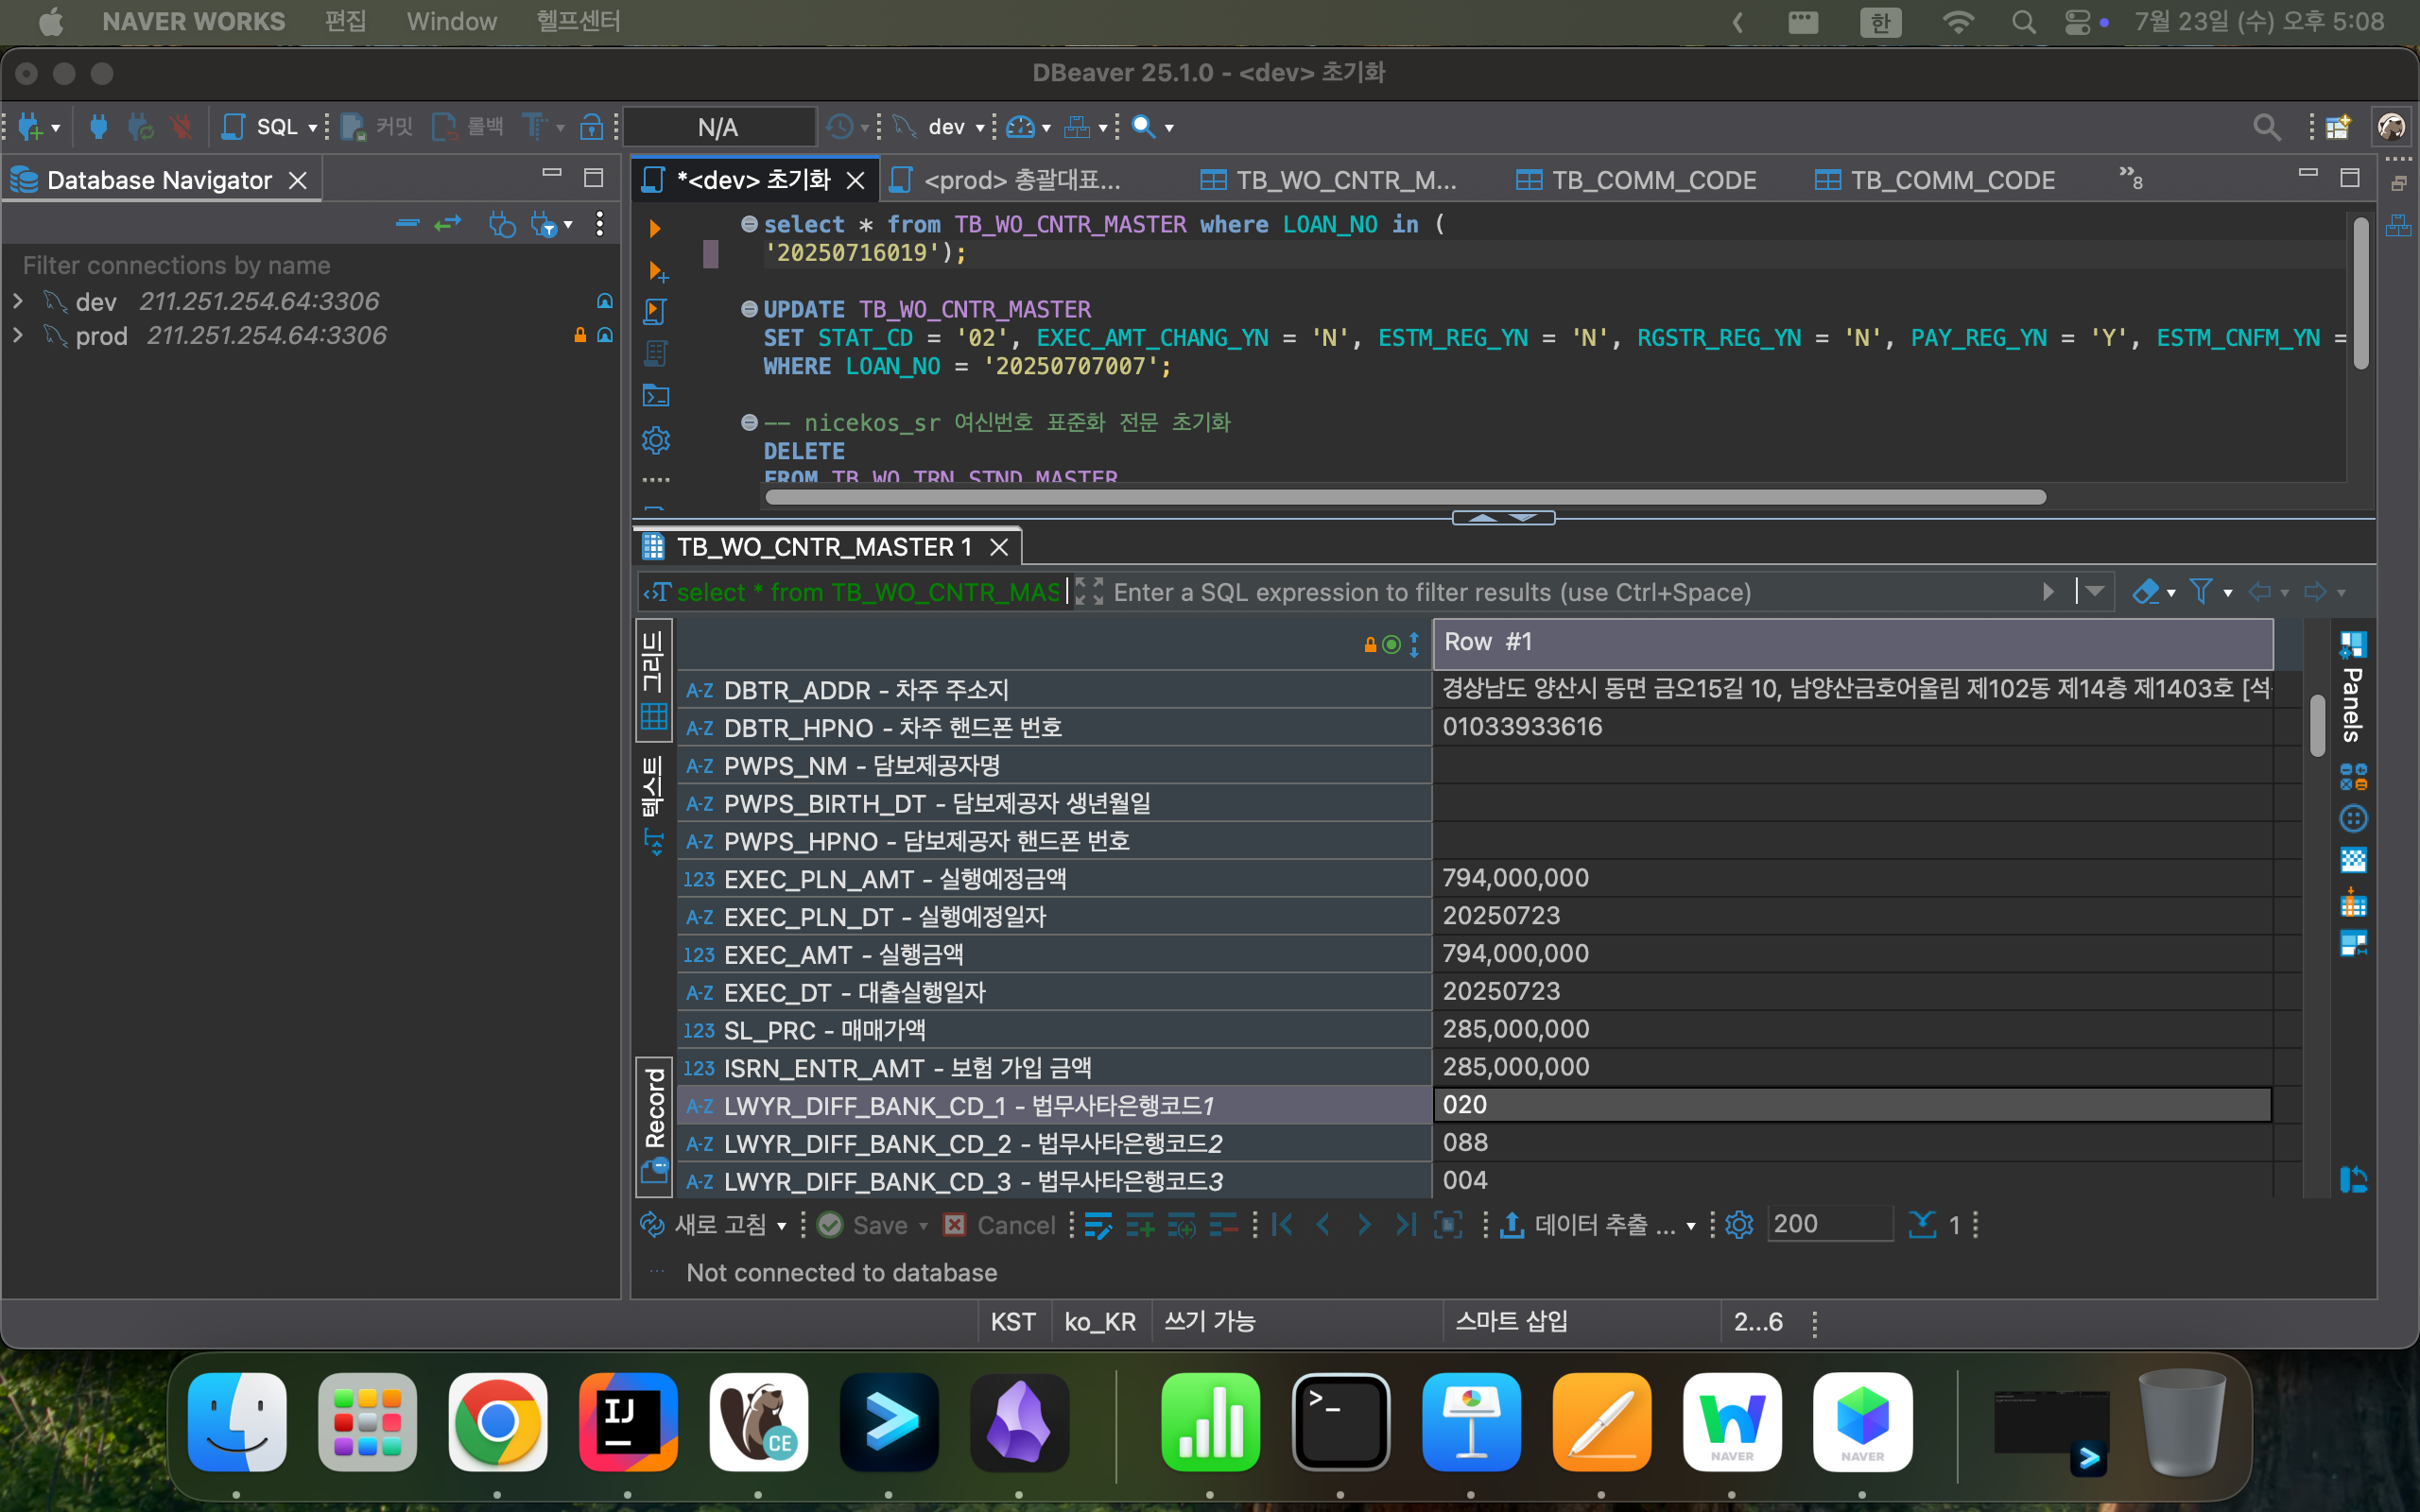 NAVER WORKS 편집 Window 헬프센터 한 7월 23일 (수) 오후 5:08
DBeaver 25.1.0 - <dev> 초기화
SQL 커밋 롤백 N/A dev
Database Navigator
Filter connections by name
dev 211.251.254.64:3306
prod 211.251.254.64:3306
*<dev> 초기화 <prod> 총괄대표... TB_WO_CNTR_M... TB_COMM_CODE TB_COMM_CODE »8
select * from TB_WO_CNTR_MASTER where LOAN_NO in (
'20250716019');
UPDATE TB_WO_CNTR_MASTER
SET STAT_CD = '02', EXEC_AMT_CHANG_YN = 'N', ESTM_REG_YN = 'N', RGSTR_REG_YN = 'N', PAY_REG_YN = 'Y', ESTM_CNFM_YN =
WHERE LOAN_NO = '20250707007';
-- nicekos_sr 여신번호 표준화 전문 초기화
DELETE
FROM TB_WO_TRN_STND_MASTER
TB_WO_CNTR_MASTER 1
select * from TB_WO_CNTR_MAS Enter a SQL expression to filter results (use Ctrl+Space)
그리드
텍스트
Record
Panels
Row #1
A-Z DBTR_ADDR - 차주 주소지 경상남도 양산시 동면 금오15길 10, 남양산금호어울림 제102동 제14층 제1403호 [석
A-Z DBTR_HPNO - 차주 핸드폰 번호 01033933616
A-Z PWPS_NM - 담보제공자명
A-Z PWPS_BIRTH_DT - 담보제공자 생년월일
A-Z PWPS_HPNO - 담보제공자 핸드폰 번호
123 EXEC_PLN_AMT - 실행예정금액 794,000,000
A-Z EXEC_PLN_DT - 실행예정일자 20250723
123 EXEC_AMT - 실행금액 794,000,000
A-Z EXEC_DT - 대출실행일자 20250723
123 SL_PRC - 매매가액 285,000,000
123 ISRN_ENTR_AMT - 보험 가입 금액 285,000,000
A-Z LWYR_DIFF_BANK_CD_1 - 법무사타은행코드1 020
A-Z LWYR_DIFF_BANK_CD_2 - 법무사타은행코드2 088
A-Z LWYR_DIFF_BANK_CD_3 - 법무사타은행코드3 004
새로 고침 Save Cancel 데이터 추출 ... 200 1
Not connected to database
KST ko_KR 쓰기 가능 스마트 삽입 2...6
IJ
CE
NAVER
NAVER